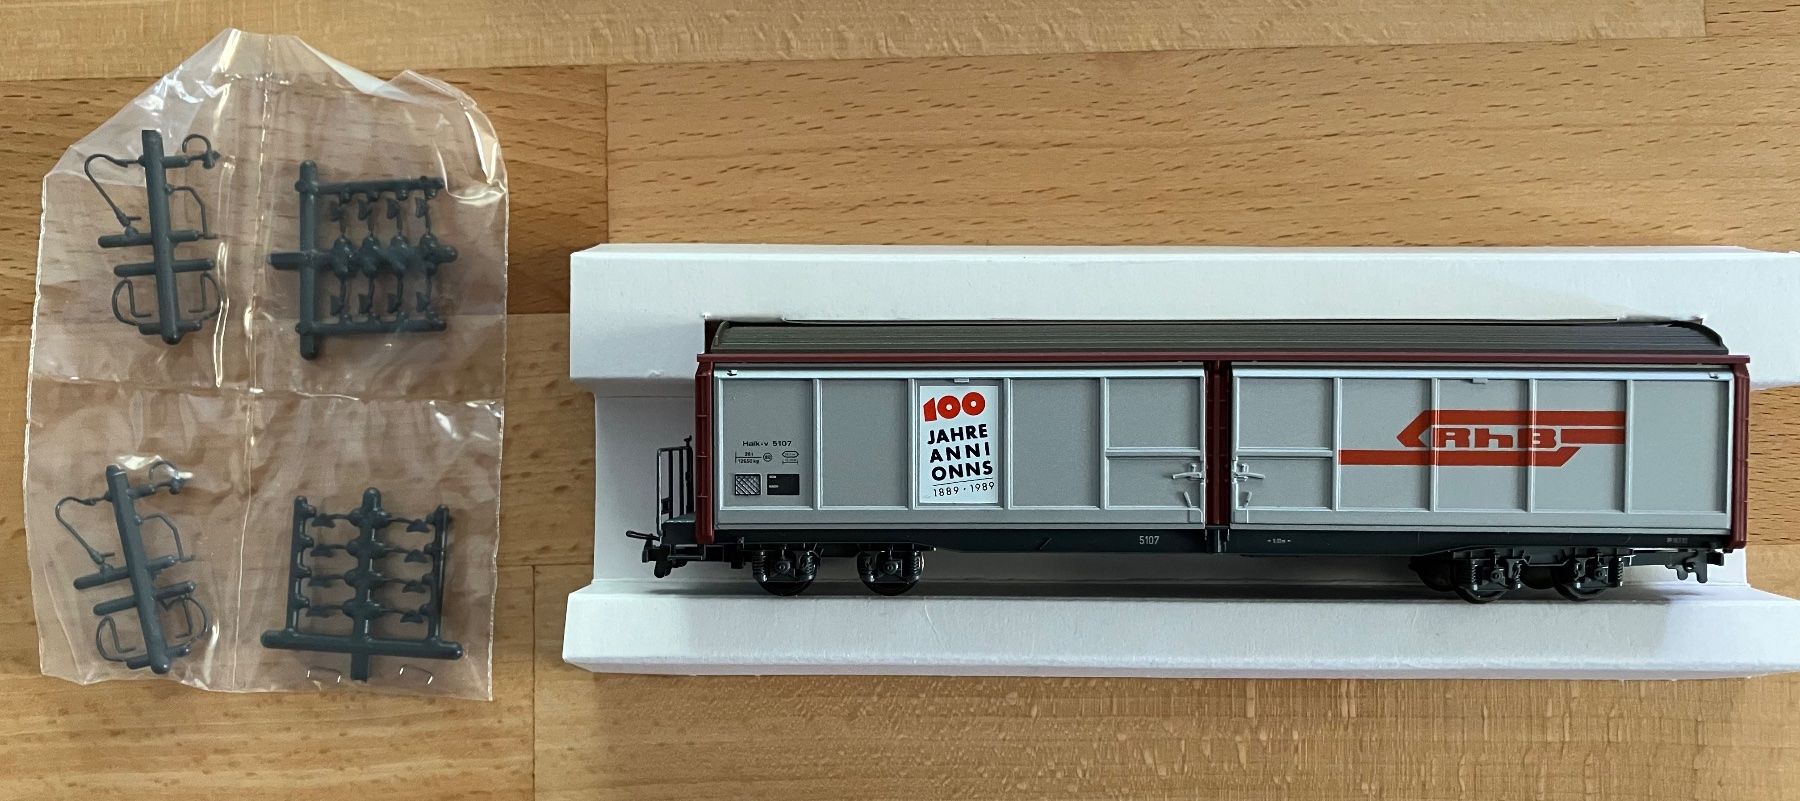 Haik-v 5107
100
JAHRE
ANNI
ONNS
1889 · 1989
RhB
5107